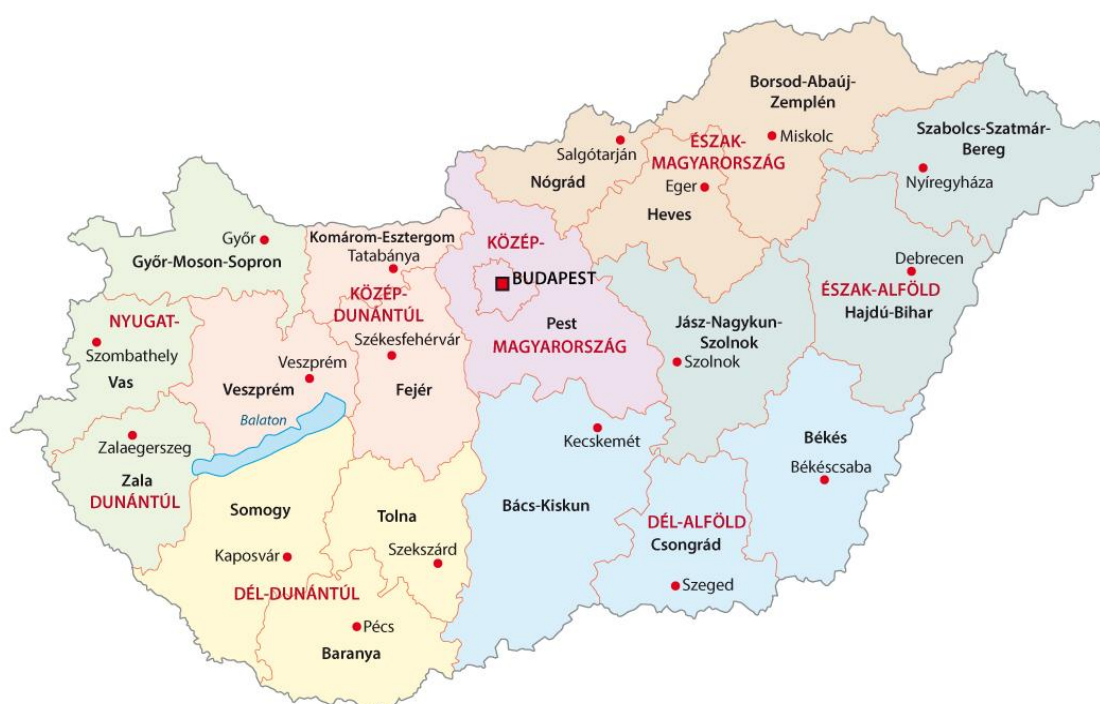 Borsod-Abaúj-
Zemplén
Miskolc
Szabolcs-Szatmár-
Bereg
Nyíregyháza
Salgótarján
Nógrád
ÉSZAK-
MAGYARORSZÁG
Eger
Heves
Győr
Győr-Moson-Sopron
Komárom-Esztergom
Tatabánya
KÖZÉP-
DUNÁNTÚL
Székesfehérvár
Fejér
KÖZÉP-
BUDAPEST
Pest
MAGYARORSZÁG
Debrecen
ÉSZAK-ALFÖLD
Hajdú-Bihar
Jász-Nagykun-
Szolnok
Szolnok
NYUGAT-
Szombathely
Vas
Veszprém
Veszprém
Balaton
Zalaegerszeg
Zala
DUNÁNTÚL
Kecskemét
Bács-Kiskun
Békés
Békéscsaba
Somogy
Kaposvár
Tolna
Szekszárd
DÉL-DUNÁNTÚL
Pécs
Baranya
DÉL-ALFÖLD
Csongrád
Szeged